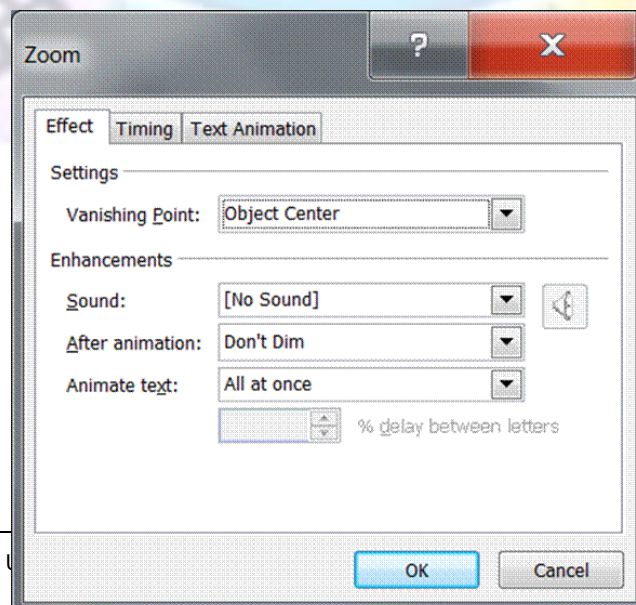 Zoom
Effect Timing Text Animation
Settings
Vanishing Point: Object Center
Enhancements
Sound: [No Sound]
After animation: Don't Dim
Animate text: All at once
% delay between letters
OK Cancel